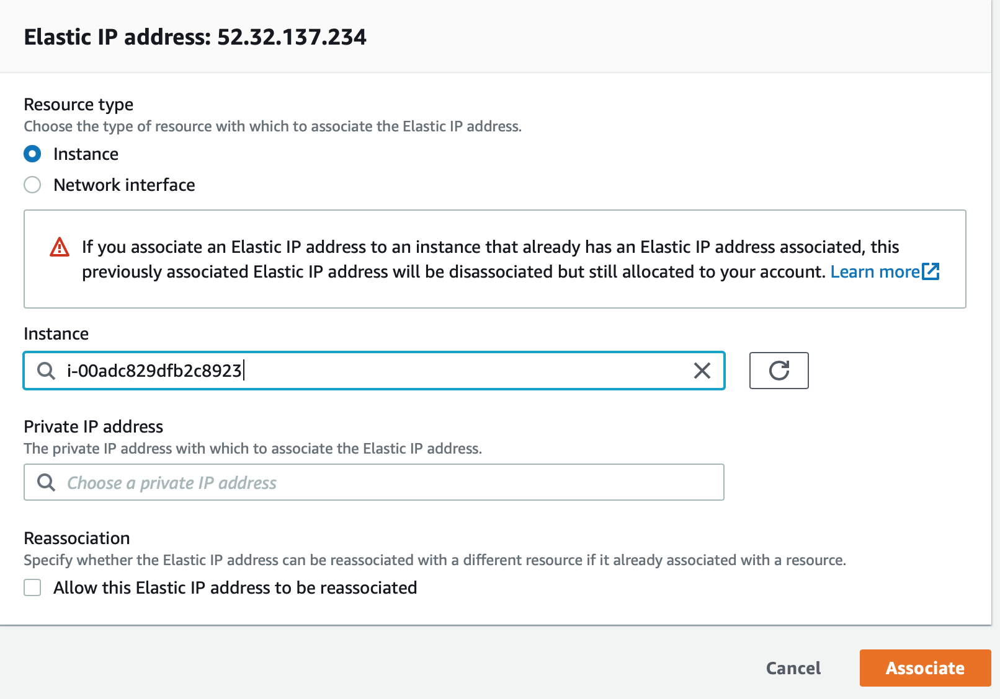 Elastic IP address: 52.32.137.234
Resource type
Choose the type of resource with which to associate the Elastic IP address.
Instance
Network interface
If you associate an Elastic IP address to an instance that already has an Elastic IP address associated, this
previously associated Elastic IP address will be disassociated but still allocated to your account. Learn more
Instance
i-00adc829dfb2c8923
Private IP address
The private IP address with which to associate the Elastic IP address.
Choose a private IP address
Reassociation
Specify whether the Elastic IP address can be reassociated with a different resource if it already associated with a resource.
Allow this Elastic IP address to be reassociated
Cancel
Associate